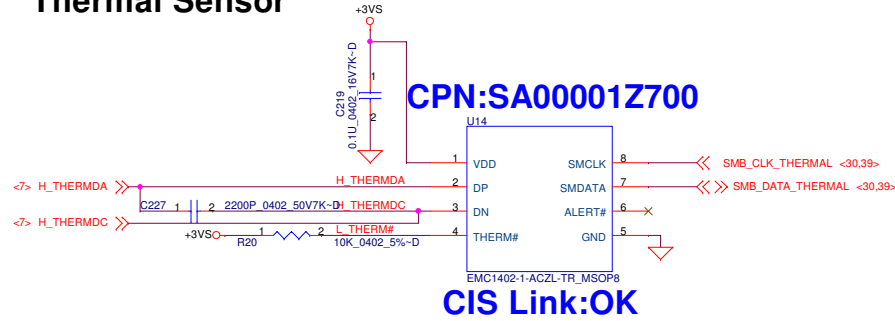 Thermal Sensor
+3VS
1
C219
0.1U_0402_16V7K~D
2
CPN:SA00001Z700
U14
1 VDD SMCLK 8 SMB_CLK_THERMAL <30,39>
<7> H_THERMDA H_THERMDA 2 DP SMDATA 7 SMB_DATA_THERMAL <30,39>
C227 1 2 2200P_0402_50V7K~D H_THERMDC 3 DN ALERT# 6
<7> H_THERMDC
+3VS R20 1 2 L_THERM# 4 THERM# GND 5
10K_0402_5%~D
EMC1402-1-ACZL-TR_MSOP8
CIS Link:OK